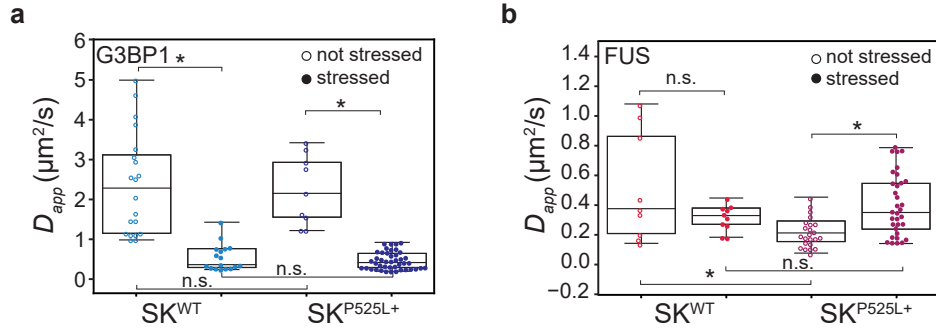 a
G3BP1
○ not stressed
● stressed
*
*
6
5
4
3
2
1
0
D_app (μm²/s)
n.s.
n.s.
SK^WT
SK^P525L+
b
FUS
○ not stressed
● stressed
n.s.
*
1.4
1.2
1.0
0.8
0.6
0.4
0.2
0.0
−0.2
D_app (μm²/s)
n.s.
*
SK^WT
SK^P525L+